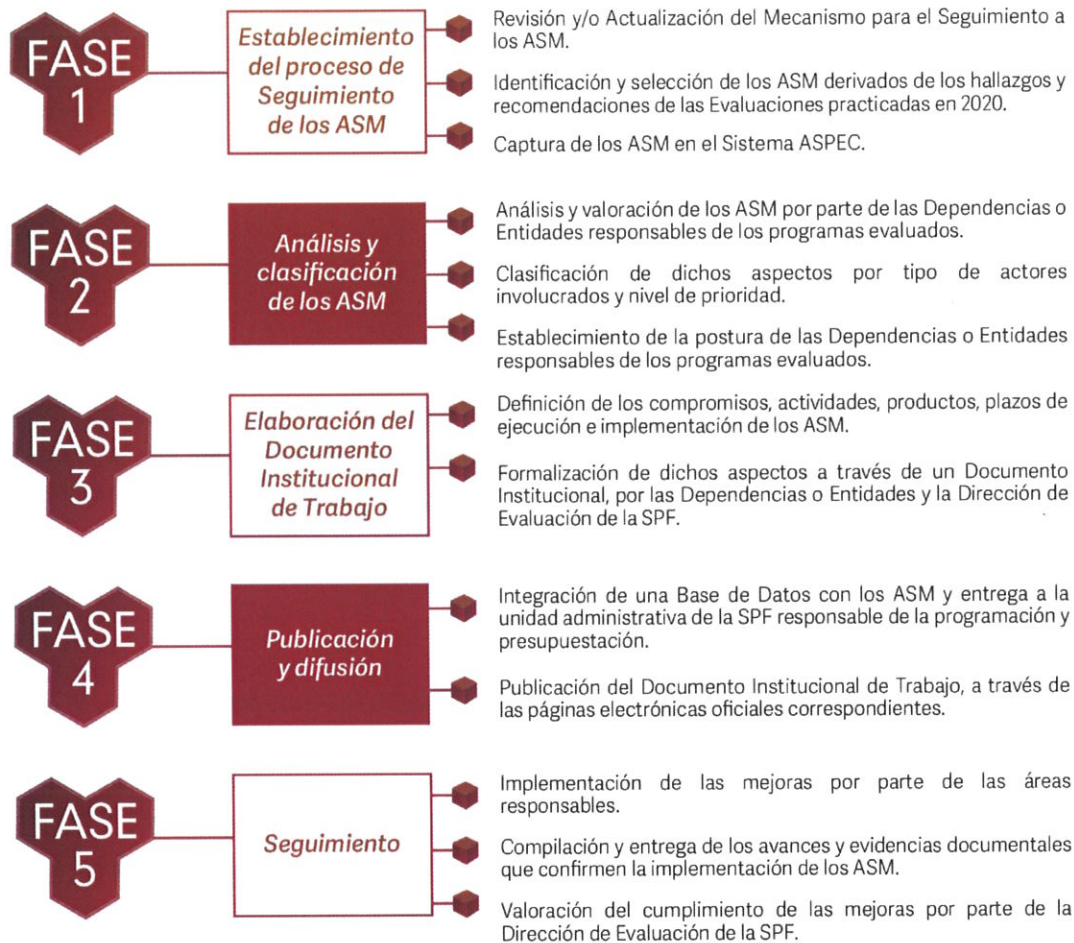 FASE
1
Establecimiento
del proceso de
Seguimiento
de los ASM
Revisión y/o Actualización del Mecanismo para el Seguimiento a
los ASM.
Identificación y selección de los ASM derivados de los hallazgos y
recomendaciones de las Evaluaciones practicadas en 2020.
Captura de los ASM en el Sistema ASPEC.
FASE
2
Análisis y
clasificación
de los ASM
Análisis y valoración de los ASM por parte de las Dependencias o
Entidades responsables de los programas evaluados.
Clasificación de dichos aspectos por tipo de actores
involucrados y nivel de prioridad.
Establecimiento de la postura de las Dependencias o Entidades
responsables de los programas evaluados.
FASE
3
Elaboración del
Documento
Institucional
de Trabajo
Definición de los compromisos, actividades, productos, plazos de
ejecución e implementación de los ASM.
Formalización de dichos aspectos a través de un Documento
Institucional, por las Dependencias o Entidades y la Dirección de
Evaluación de la SPF.
FASE
4
Publicación
y difusión
Integración de una Base de Datos con los ASM y entrega a la
unidad administrativa de la SPF responsable de la programación y
presupuestación.
Publicación del Documento Institucional de Trabajo, a través de
las páginas electrónicas oficiales correspondientes.
FASE
5
Seguimiento
Implementación de las mejoras por parte de las áreas
responsables.
Compilación y entrega de los avances y evidencias documentales
que confirmen la implementación de los ASM.
Valoración del cumplimiento de las mejoras por parte de la
Dirección de Evaluación de la SPF.